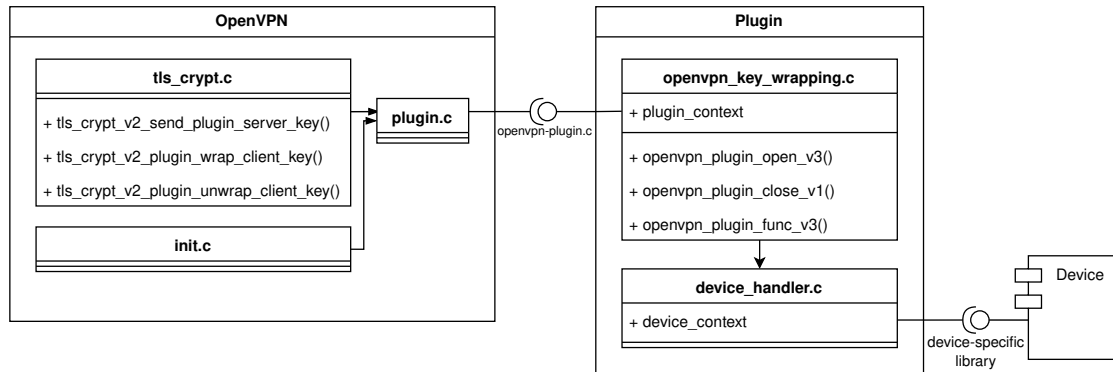 OpenVPN
tls_crypt.c
+ tls_crypt_v2_send_plugin_server_key()
+ tls_crypt_v2_plugin_wrap_client_key()
+ tls_crypt_v2_plugin_unwrap_client_key()
init.c
plugin.c
openvpn-plugin.c
Plugin
openvpn_key_wrapping.c
+ plugin_context
+ openvpn_plugin_open_v3()
+ openvpn_plugin_close_v1()
+ openvpn_plugin_func_v3()
device_handler.c
+ device_context
device-specific
library
Device